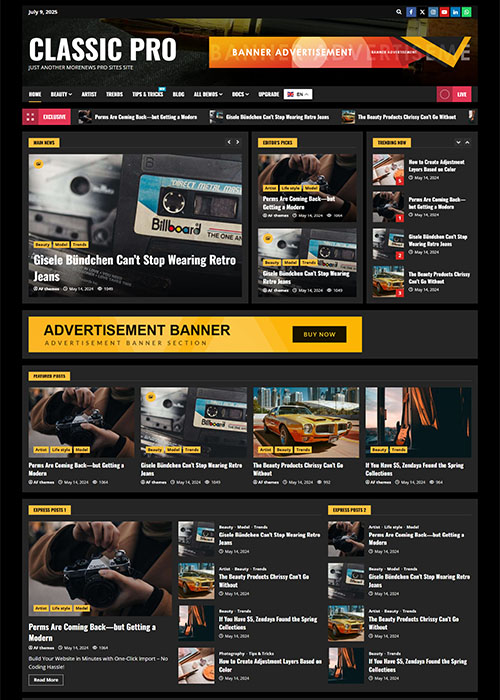 July 9, 2025
CLASSIC PRO
JUST ANOTHER MORENEWS PRO SITES SITE
BANNER ADVERTISEMENT
BANNER ADVERTISEMENT
HOME
BEAUTY
ARTIST
TRENDS
TIPS & TRICKS
BLOG
ALL DEMOS
DOCS
UPGRADE
EN
LIVE
EXCLUSIVE
Perms Are Coming Back—but Getting a Modern
Gisele Bündchen Can't Stop Wearing Retro Jeans
The Beauty Products Chrissy Can't Go Without
MAIN NEWS
B
DIRECT METAL MASTER
Billboard
THE ONE AN
Beauty Model Trends
Gisele Bündchen Can't Stop Wearing Retro
Jeans
AF themes May 14, 2024 1049
EDITOR'S PICKS
Artist Life style Model
Perms Are Coming Back—but
Getting a Modern
AF themes May 14, 2024 1064
Beauty Model Trends
Gisele Bündchen Can't Stop
Wearing Retro Jeans
AF themes May 14, 2024 1049
TRENDING NOW
How to Create Adjustment
Layers Based on Color
May 14, 2024
5
Perms Are Coming Back—but
Getting a Modern
May 14, 2024
1
Gisele Bündchen Can't Stop
Wearing Retro Jeans
May 14, 2024
2
The Beauty Products Chrissy
Can't Go Without
May 14, 2024
3
ADVERTISEMENT BANNER
ADVERTISEMENT BANNER SECTION
BUY NOW
FEATURED POSTS
Artist Life style Model
Perms Are Coming Back—but Getting a
Modern
AF themes May 14, 2024 1064
Billboard
Beauty Model Trends
Gisele Bündchen Can't Stop Wearing Retro
Jeans
AF themes May 14, 2024 1049
Artist Beauty Trends
The Beauty Products Chrissy Can't Go
Without
AF themes May 14, 2024 992
Beauty Trends
If You Have $5, Zendaya Found the Spring
Collections
AF themes May 14, 2024 964
EXPRESS POSTS 1
Artist Life style Model
Perms Are Coming Back—but Getting a
Modern
AF themes May 14, 2024 1064
Build Your Website in Minutes with One-Click Import – No
Coding Hassle!
Read More
Beauty Model Trends
Gisele Bündchen Can't Stop Wearing Retro
Jeans
May 14, 2024
Artist Beauty Trends
The Beauty Products Chrissy Can't Go
Without
May 14, 2024
Beauty Trends
If You Have $5, Zendaya Found the Spring
Collections
May 14, 2024
Photography Tips & Tricks
How to Create Adjustment Layers Based on
Color
May 14, 2024
EXPRESS POSTS 2
Artist Life style Model
Perms Are Coming Back—but Getting a
Modern
May 14, 2024
Beauty Model Trends
Gisele Bündchen Can't Stop Wearing Retro
Jeans
May 14, 2024
Artist Beauty Trends
The Beauty Products Chrissy Can't Go
Without
May 14, 2024
Beauty Trends
If You Have $5, Zendaya Found the Spring
Collections
May 14, 2024